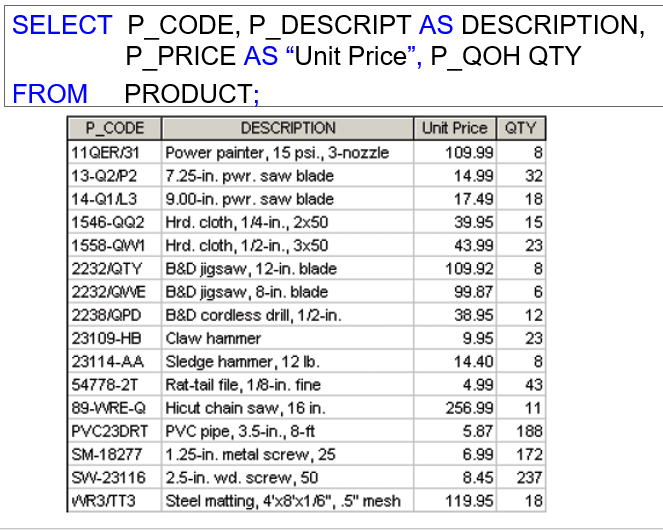 SELECT P_CODE, P_DESCRIPT AS DESCRIPTION,
P_PRICE AS “Unit Price”, P_QOH QTY
FROM PRODUCT;
P_CODE DESCRIPTION Unit Price QTY
11QER/31 Power painter, 15 psi., 3-nozzle 109.99 8
13-Q2/P2 7.25-in. pwr. saw blade 14.99 32
14-Q1/L3 9.00-in. pwr. saw blade 17.49 18
1546-QQ2 Hrd. cloth, 1/4-in., 2x50 39.95 15
1558-QW1 Hrd. cloth, 1/2-in., 3x50 43.99 23
2232/QTY B&D jigsaw, 12-in. blade 109.92 8
2232/QWE B&D jigsaw, 8-in. blade 99.87 6
2238/QPD B&D cordless drill, 1/2-in. 38.95 12
23109-HB Claw hammer 9.95 23
23114-AA Sledge hammer, 12 lb. 14.40 8
54778-2T Rat-tail file, 1/8-in. fine 4.99 43
89-WRE-Q Hicut chain saw, 16 in. 256.99 11
PVC23DRT PVC pipe, 3.5-in., 8-ft 5.87 188
SM-18277 1.25-in. metal screw, 25 6.99 172
SW-23116 2.5-in. wd. screw, 50 8.45 237
WR3/TT3 Steel matting, 4'x8'x1/6", .5" mesh 119.95 18